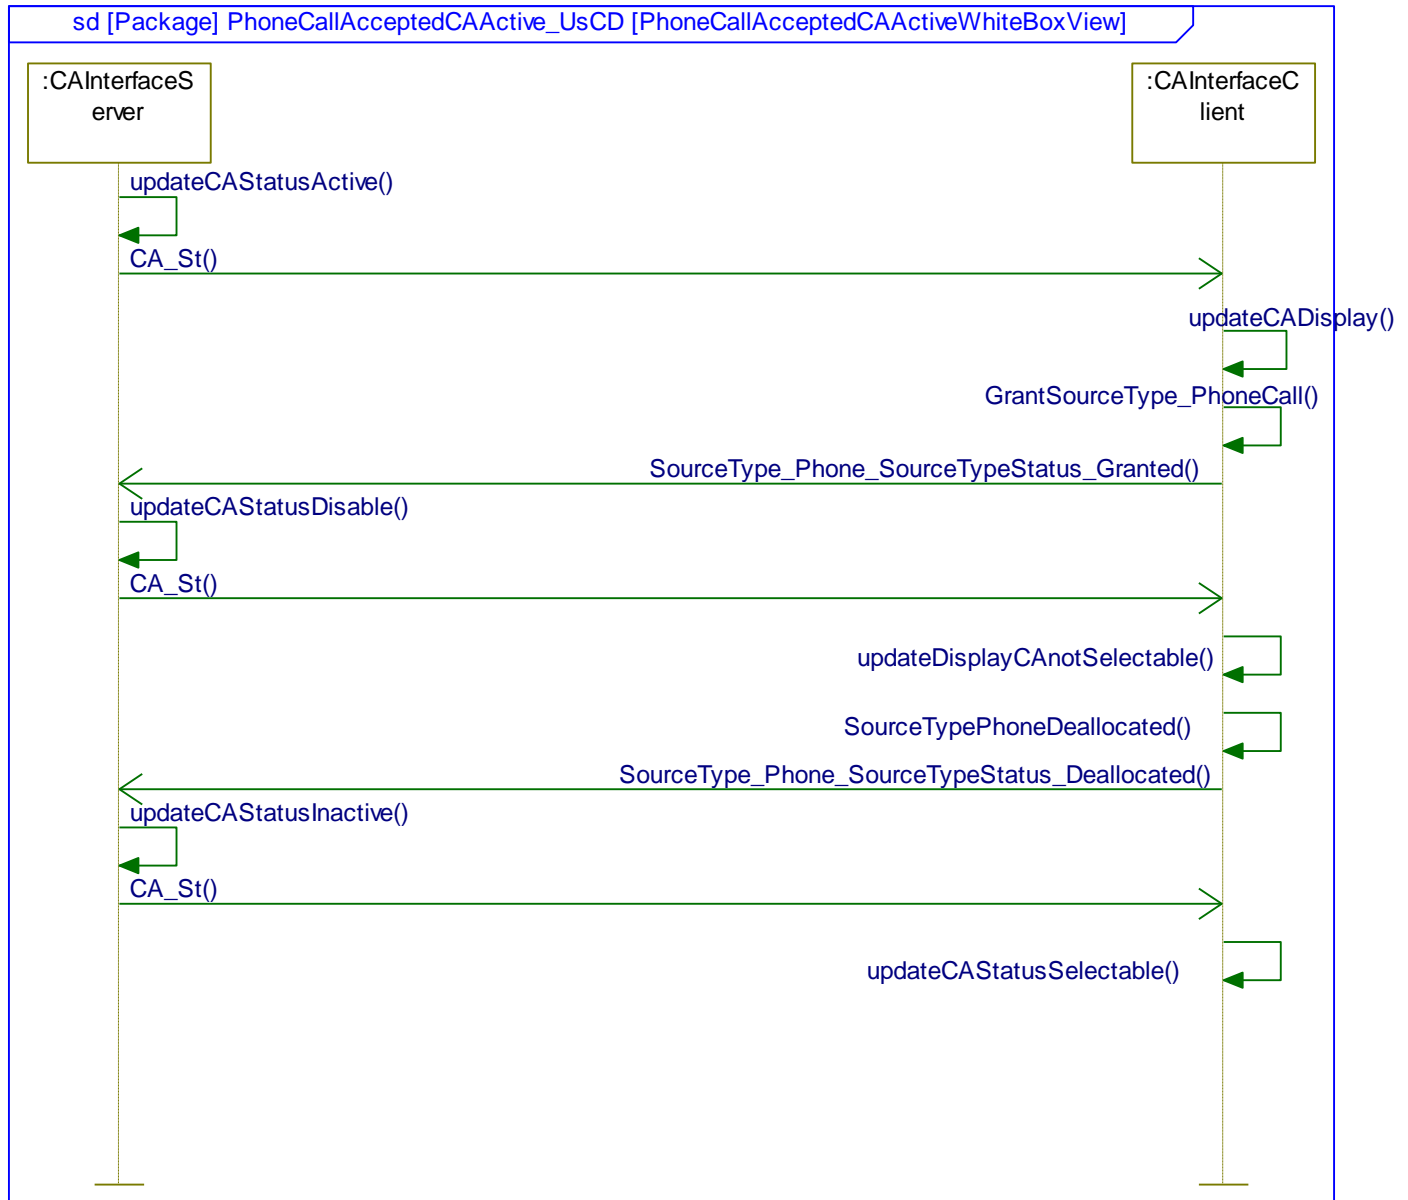 sd [Package] PhoneCallAcceptedCAActive_UsCD [PhoneCallAcceptedCAActiveWhiteBoxView]
:CAInterfaceS
erver
:CAInterfaceC
lient
updateCAStatusActive()
CA_St()
updateCADisplay()
GrantSourceType_PhoneCall()
SourceType_Phone_SourceTypeStatus_Granted()
updateCAStatusDisable()
CA_St()
updateDisplayCAnotSelectable()
SourceTypePhoneDeallocated()
SourceType_Phone_SourceTypeStatus_Deallocated()
updateCAStatusInactive()
CA_St()
updateCAStatusSelectable()